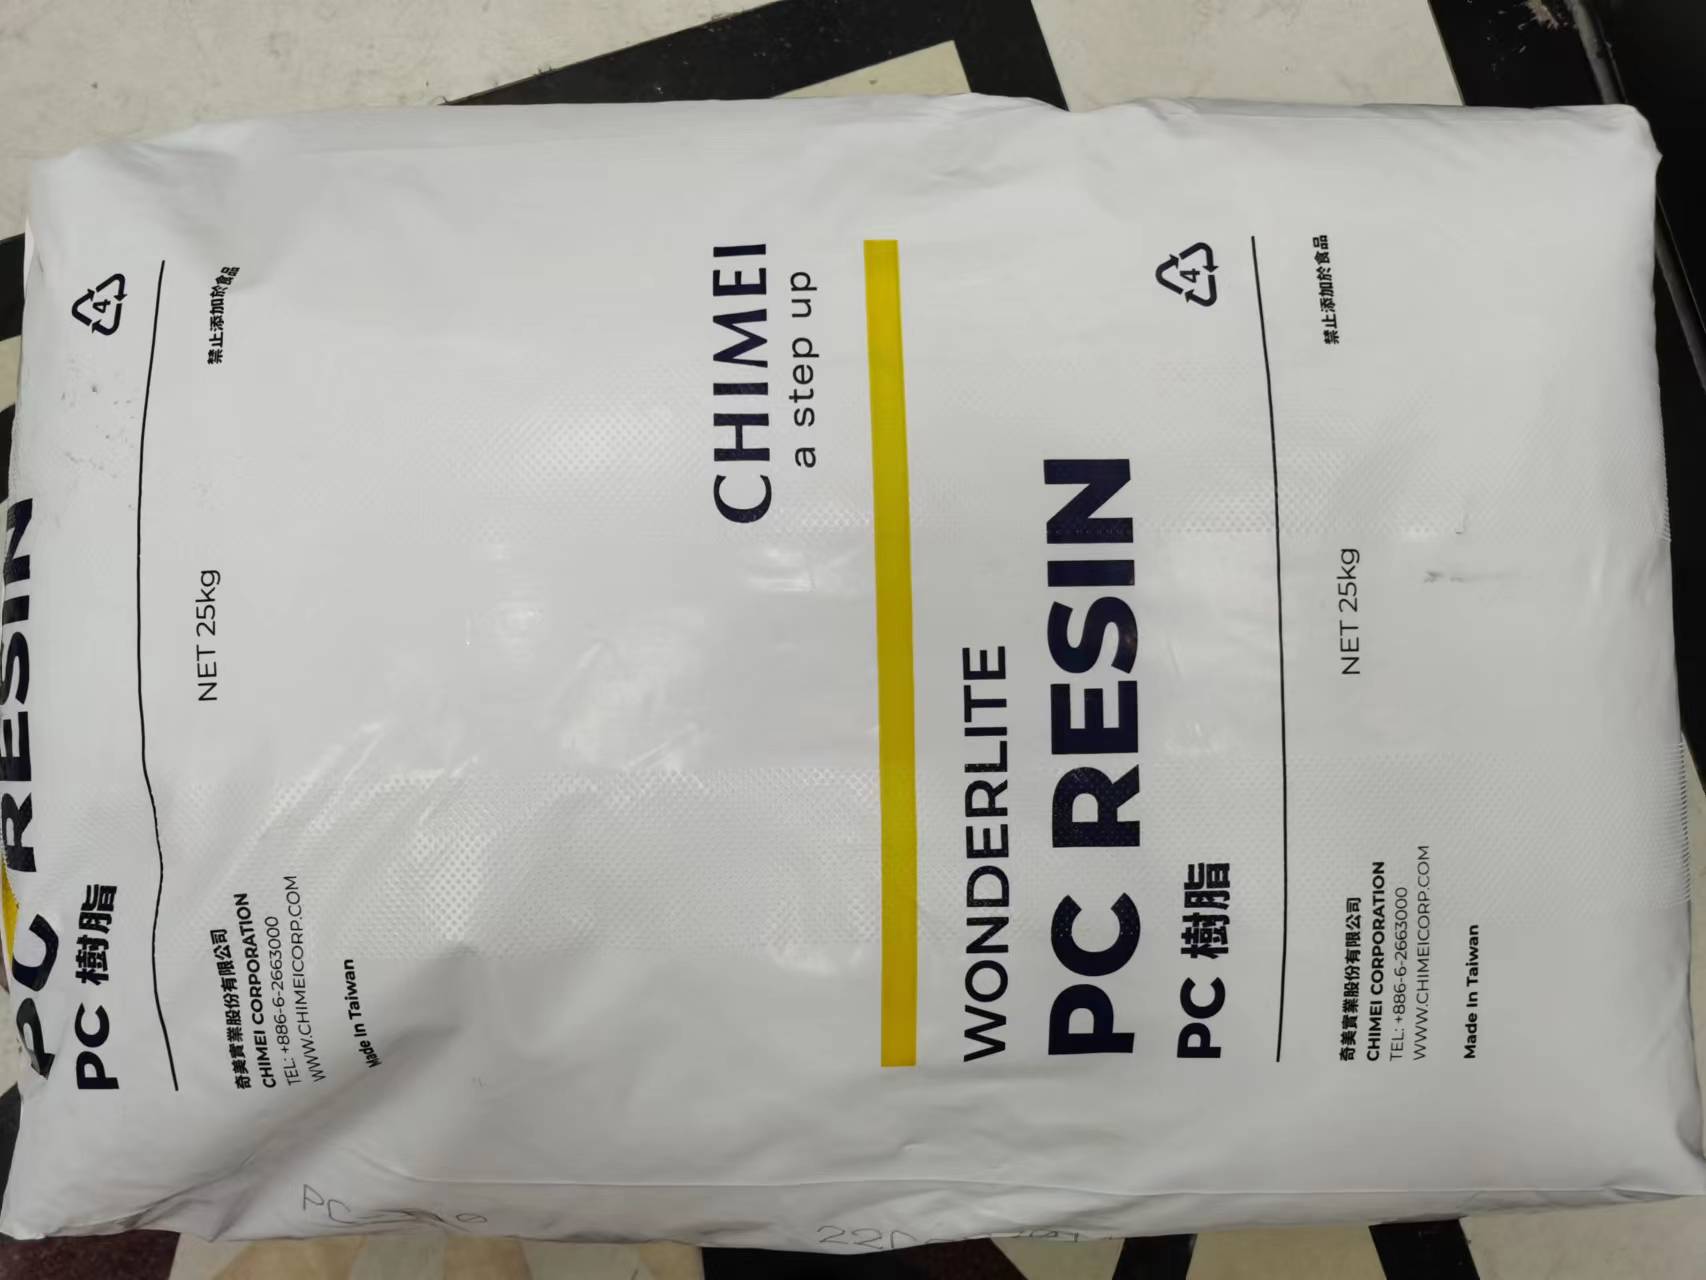 CHIMEI
a step up
WONDERLITE
PC RESIN
PC 樹脂
4
奇美實業股份有限公司
CHIMEI CORPORATION
TEL: +886-6-2663000
WWW.CHIMEICORP.COM
Made In Taiwan
NET 25kg
禁止添加於食品
PC RESIN
PC 樹脂
4
奇美實業股份有限公司
CHIMEI CORPORATION
TEL: +886-6-2663000
WWW.CHIMEICORP.COM
Made In Taiwan
NET 25kg
禁止添加於食品